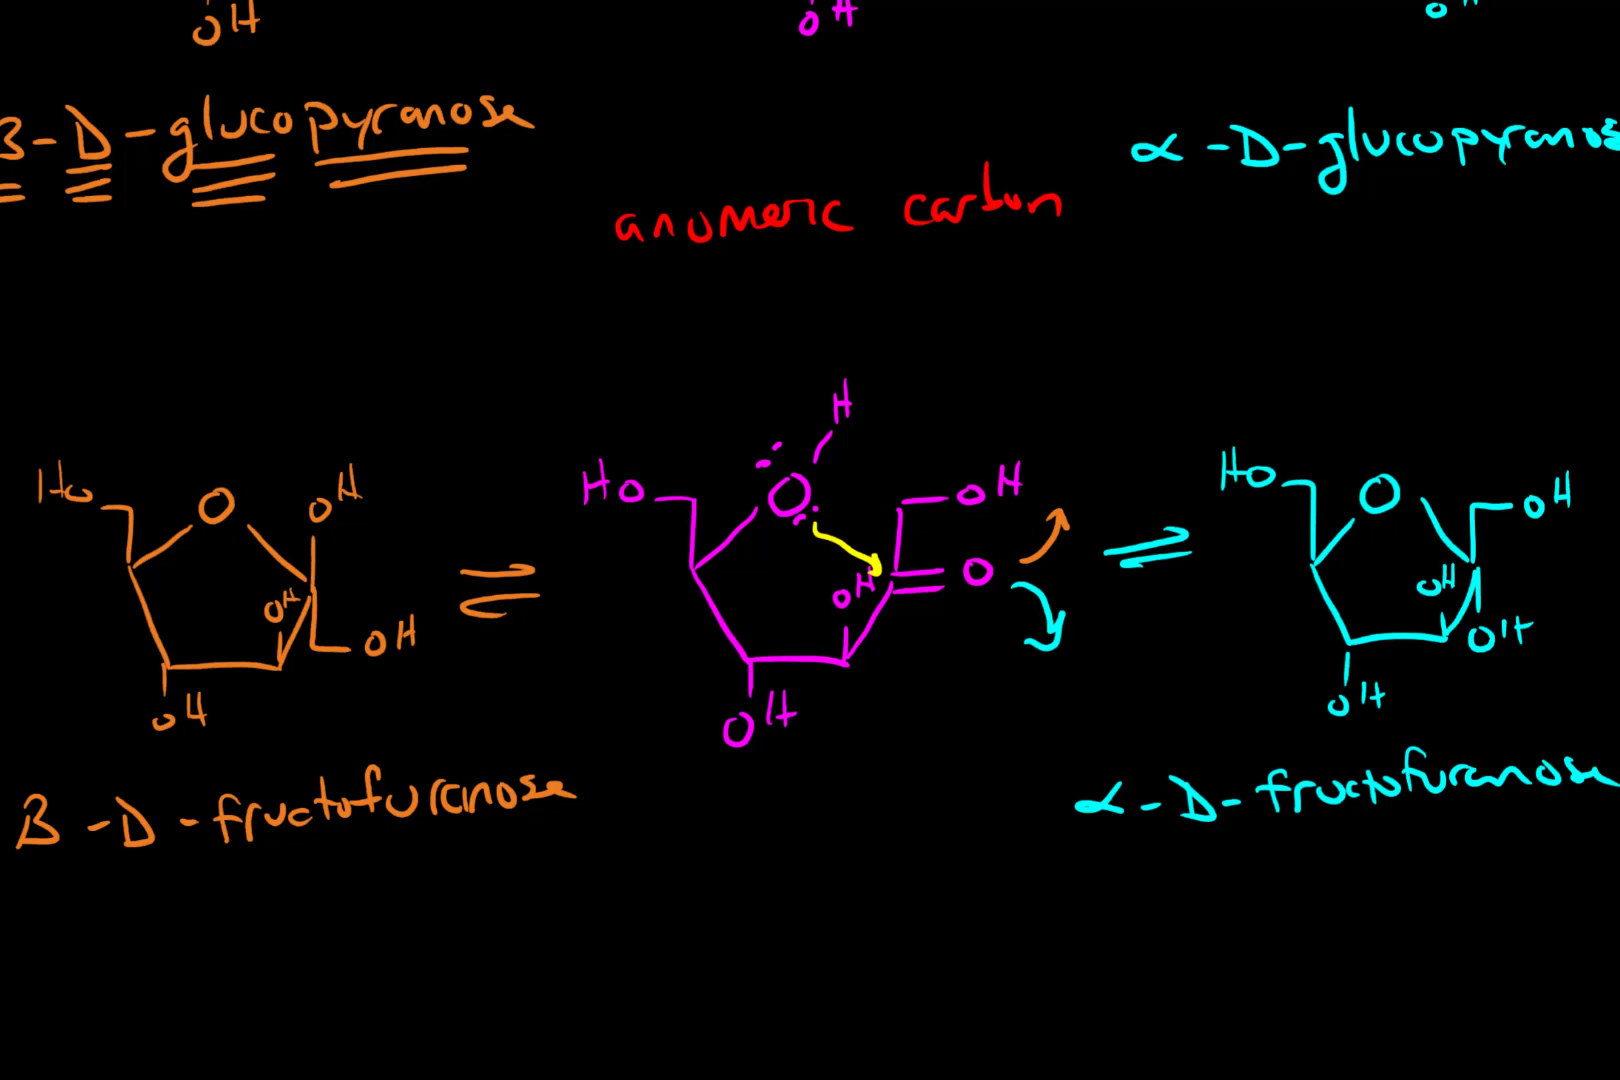 OH
OH
OH
β-D-glucopyranose
α-D-glucopyranos
anomeric carbon
H
HO O OH
HO O OH
HO O OH
OH OH
OH O
OH OH
OH
OH
OH
β-D-fructofuranose
α-D-fructofuranose